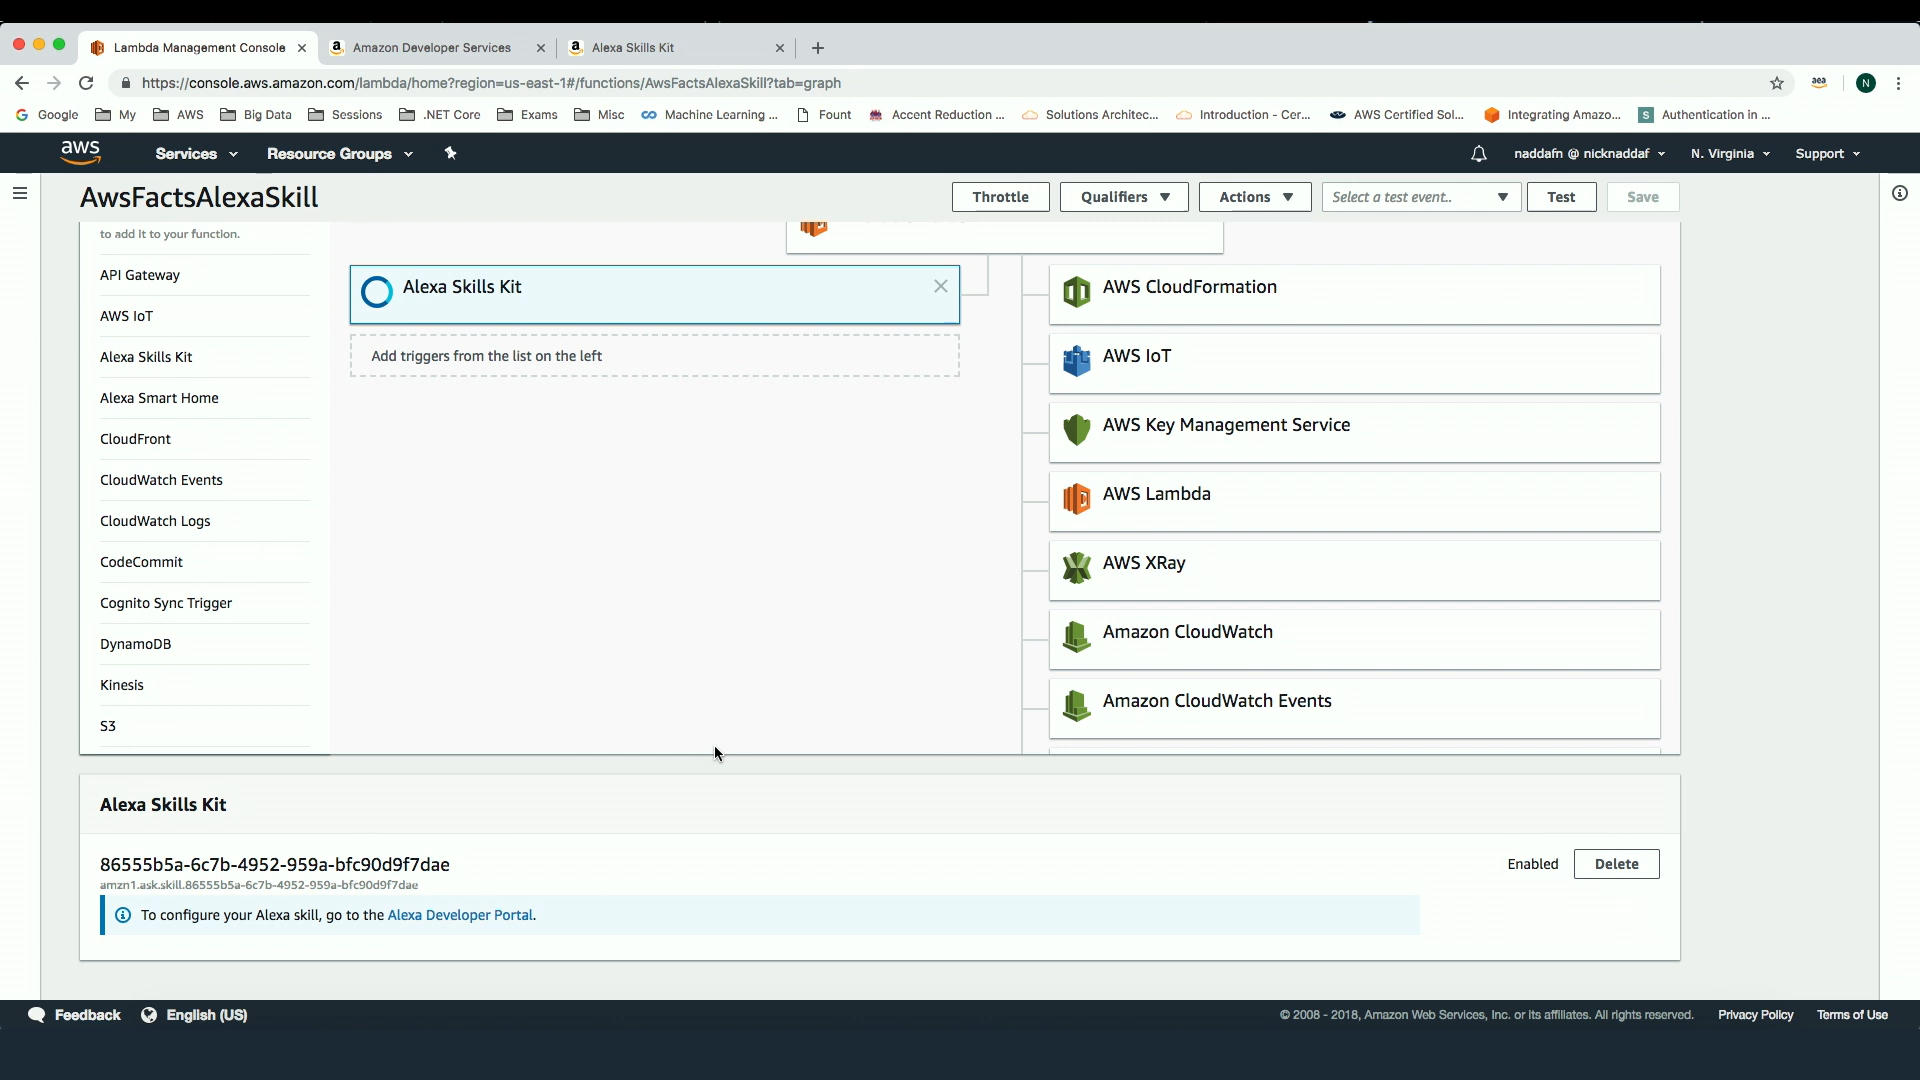 Lambda Management Console
Amazon Developer Services
Alexa Skills Kit
https://console.aws.amazon.com/lambda/home?region=us-east-1#/functions/AwsFactsAlexaSkill?tab=graph
aea
N
Google
My
AWS
Big Data
Sessions
.NET Core
Exams
Misc
Machine Learning ...
Fount
Accent Reduction ...
Solutions Architec...
Introduction - Cer...
AWS Certified Sol...
Integrating Amazo...
S
Authentication in ...
aws
Services
Resource Groups
naddafn @ nicknaddaf
N. Virginia
Support
AwsFactsAlexaSkill
Throttle
Qualifiers
Actions
Select a test event..
Test
Save
to add it to your function.
API Gateway
AWS IoT
Alexa Skills Kit
Alexa Smart Home
CloudFront
CloudWatch Events
CloudWatch Logs
CodeCommit
Cognito Sync Trigger
DynamoDB
Kinesis
S3
Alexa Skills Kit
Add triggers from the list on the left
AWS CloudFormation
AWS IoT
AWS Key Management Service
AWS Lambda
AWS XRay
Amazon CloudWatch
Amazon CloudWatch Events
Alexa Skills Kit
86555b5a-6c7b-4952-959a-bfc90d9f7dae
amzn1.ask.skill.86555b5a-6c7b-4952-959a-bfc90d9f7dae
Enabled
Delete
To configure your Alexa skill, go to the Alexa Developer Portal.
Feedback
English (US)
© 2008 - 2018, Amazon Web Services, Inc. or its affiliates. All rights reserved.
Privacy Policy
Terms of Use